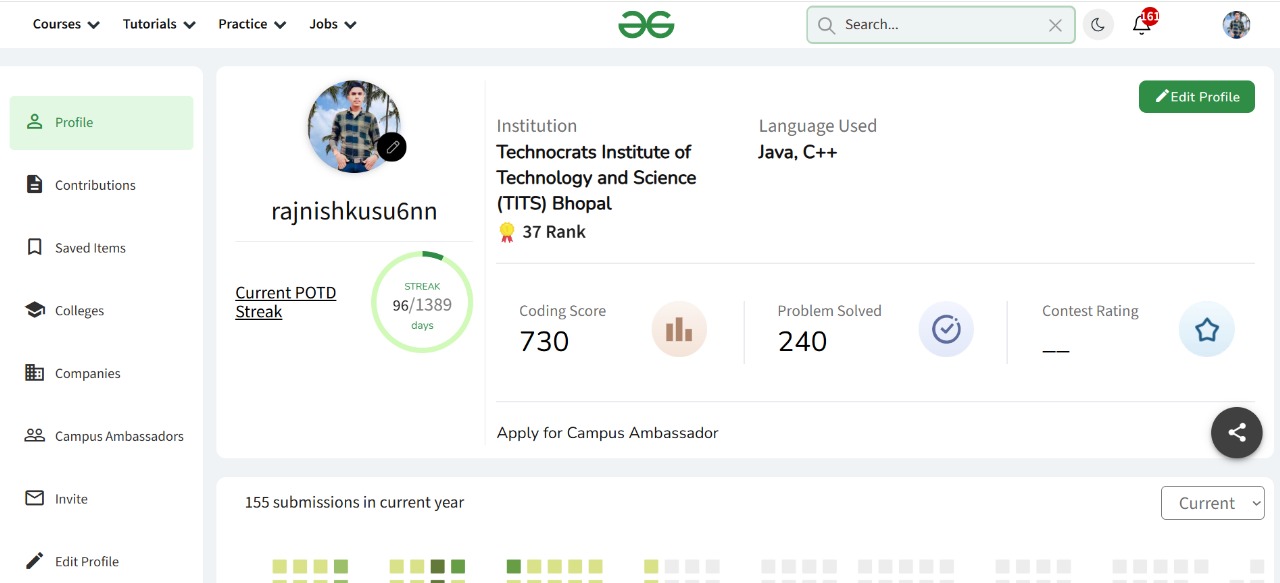 Courses Tutorials Practice Jobs Search... 161
Profile
Contributions
Saved Items
Colleges
Companies
Campus Ambassadors
Invite
Edit Profile
rajnishkusu6nn
Current POTD
Streak
STREAK
96/1389
days
Institution
Technocrats Institute of
Technology and Science
(TITS) Bhopal
37 Rank
Language Used
Java, C++
Edit Profile
Coding Score
730
Problem Solved
240
Contest Rating
__
Apply for Campus Ambassador
155 submissions in current year
Current